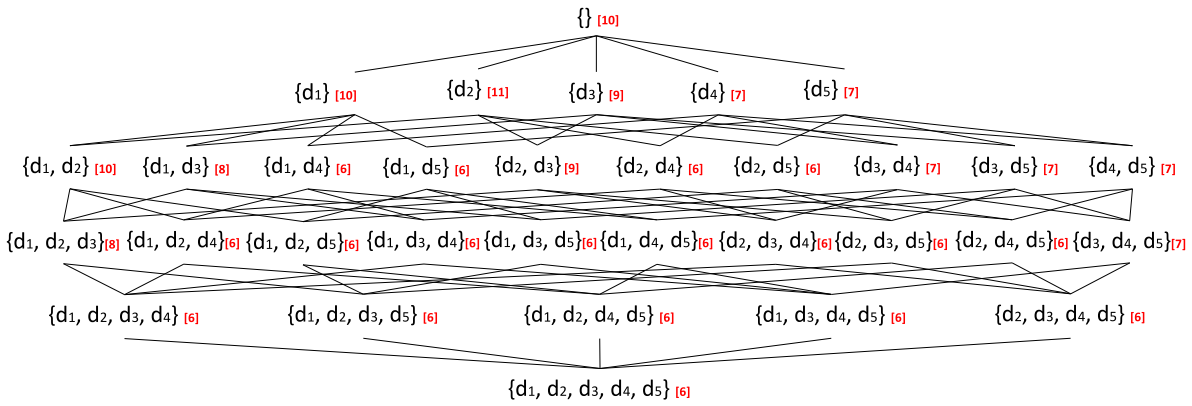 {} [10]
{d1} [10] {d2} [11] {d3} [9] {d4} [7] {d5} [7]
{d1, d2} [10] {d1, d3} [8] {d1, d4} [6] {d1, d5} [6] {d2, d3} [9] {d2, d4} [6] {d2, d5} [6] {d3, d4} [7] {d3, d5} [7] {d4, d5} [7]
{d1, d2, d3}[8] {d1, d2, d4}[6] {d1, d2, d5}[6] {d1, d3, d4}[6] {d1, d3, d5}[6] {d1, d4, d5}[6] {d2, d3, d4}[6] {d2, d3, d5}[6] {d2, d4, d5}[6] {d3, d4, d5}[7]
{d1, d2, d3, d4} [6] {d1, d2, d3, d5} [6] {d1, d2, d4, d5} [6] {d1, d3, d4, d5} [6] {d2, d3, d4, d5} [6]
{d1, d2, d3, d4, d5} [6]